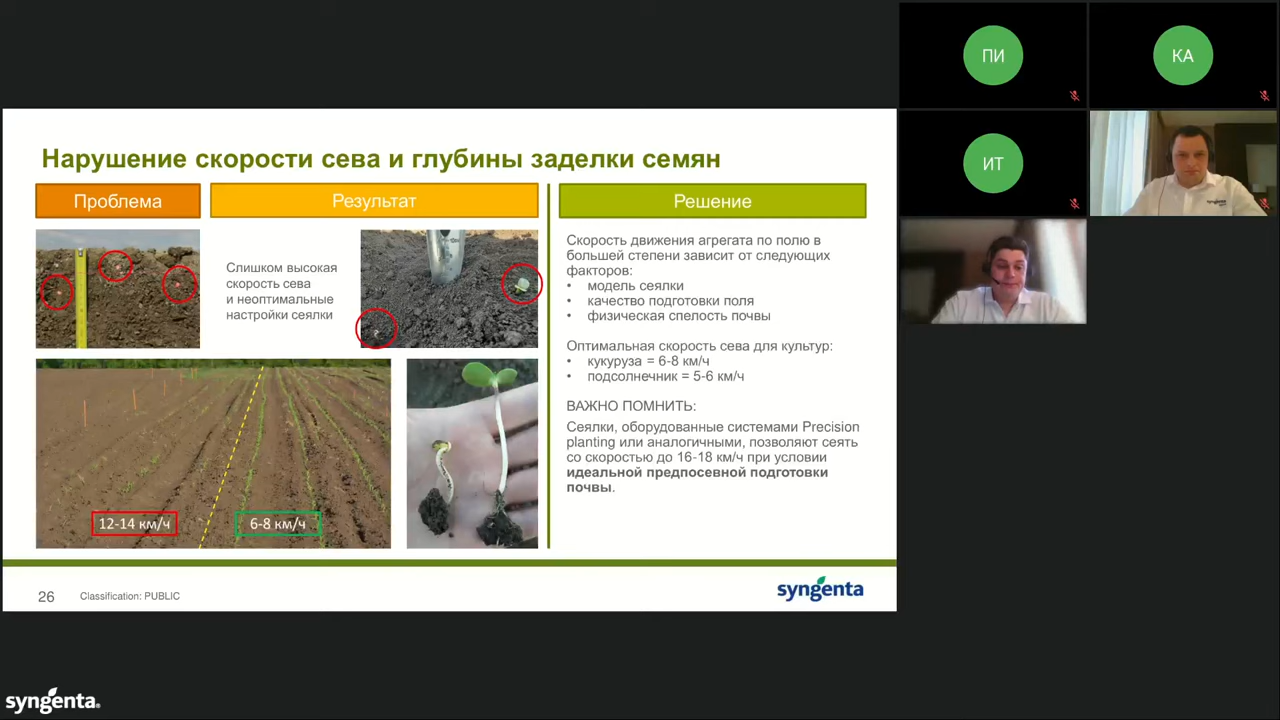 Нарушение скорости сева и глубины заделки семян
Проблема
Результат
Решение
Слишком высокая
скорость сева
и неоптимальные
настройки сеялки
12-14 км/ч
6-8 км/ч
Скорость движения агрегата по полю в
большей степени зависит от следующих
факторов:
• модель сеялки
• качество подготовки поля
• физическая спелость почвы
Оптимальная скорость сева для культур:
• кукуруза = 6-8 км/ч
• подсолнечник = 5-6 км/ч
ВАЖНО ПОМНИТЬ:
Сеялки, оборудованные системами Precision
planting или аналогичными, позволяют сеять
со скоростью до 16-18 км/ч при условии
идеальной предпосевной подготовки
почвы.
26
Classification: PUBLIC
syngenta
ПИ
КА
ИТ
syngenta
syngenta.